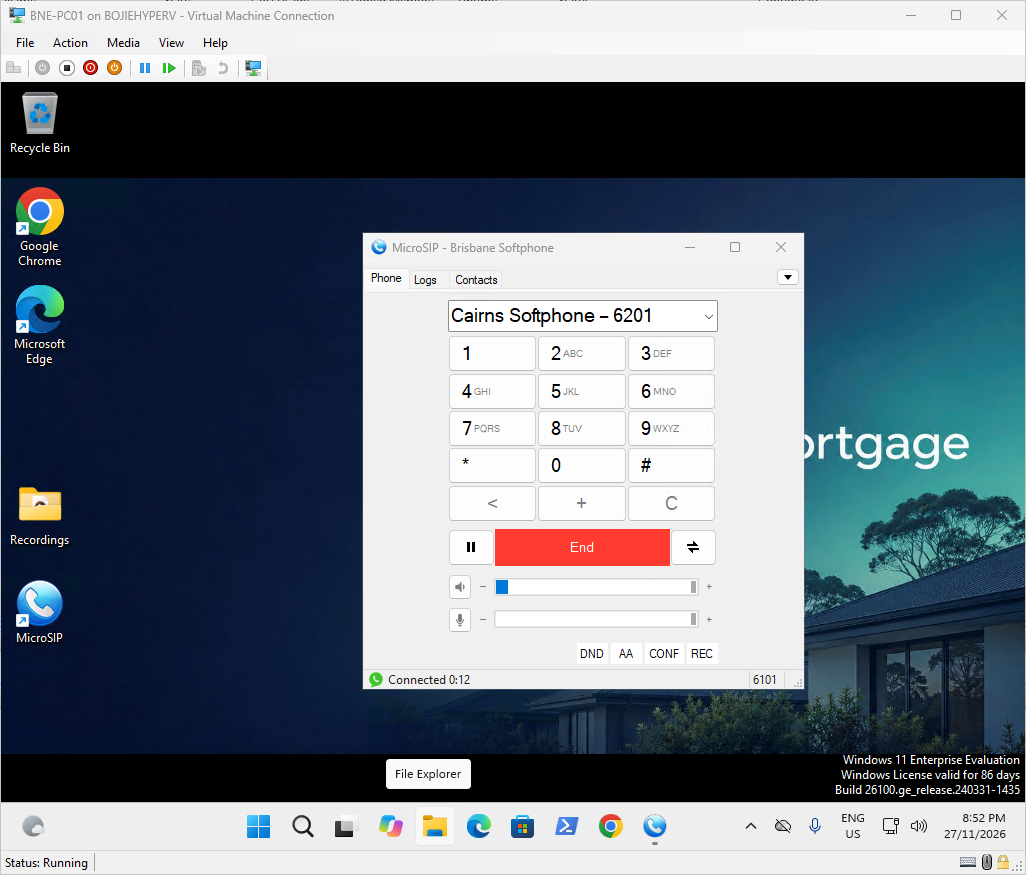 BNE-PC01 on BOJIEHYPERV - Virtual Machine Connection
File Action Media View Help
Recycle Bin
Google
Chrome
Microsoft
Edge
Recordings
MicroSIP
MicroSIP - Brisbane Softphone
Phone Logs Contacts
Cairns Softphone – 6201
1 2 ABC 3 DEF
4 GHI 5 JKL 6 MNO
7 PQRS 8 TUV 9 WXYZ
* 0 #
< + C
End
− +
− +
DND AA CONF REC
Connected 0:12 6101
ortgage
Windows 11 Enterprise Evaluation
Windows License valid for 86 days
Build 26100.ge_release.240331-1435
File Explorer
ENG
US
8:52 PM
27/11/2026
Status: Running